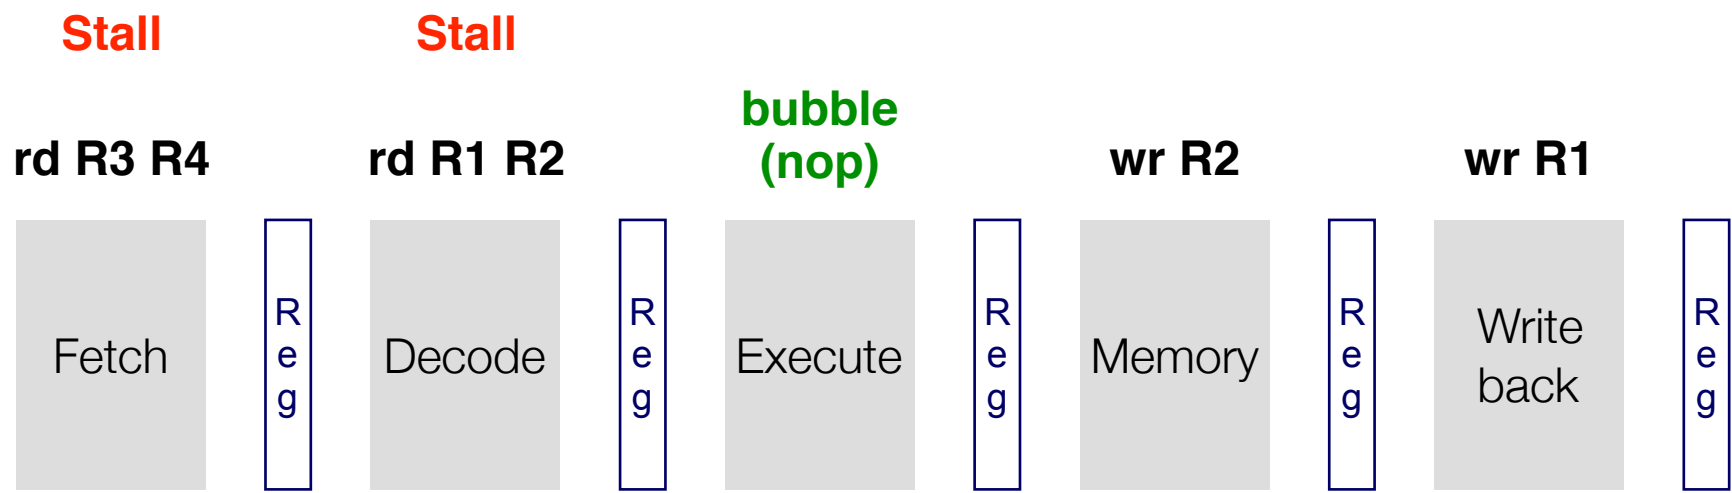 Stall Stall
bubble
rd R3 R4 rd R1 R2 (nop) wr R2 wr R1
Fetch
R
e
g
Decode
R
e
g
Execute
R
e
g
Memory
R
e
g
Write
back
R
e
g